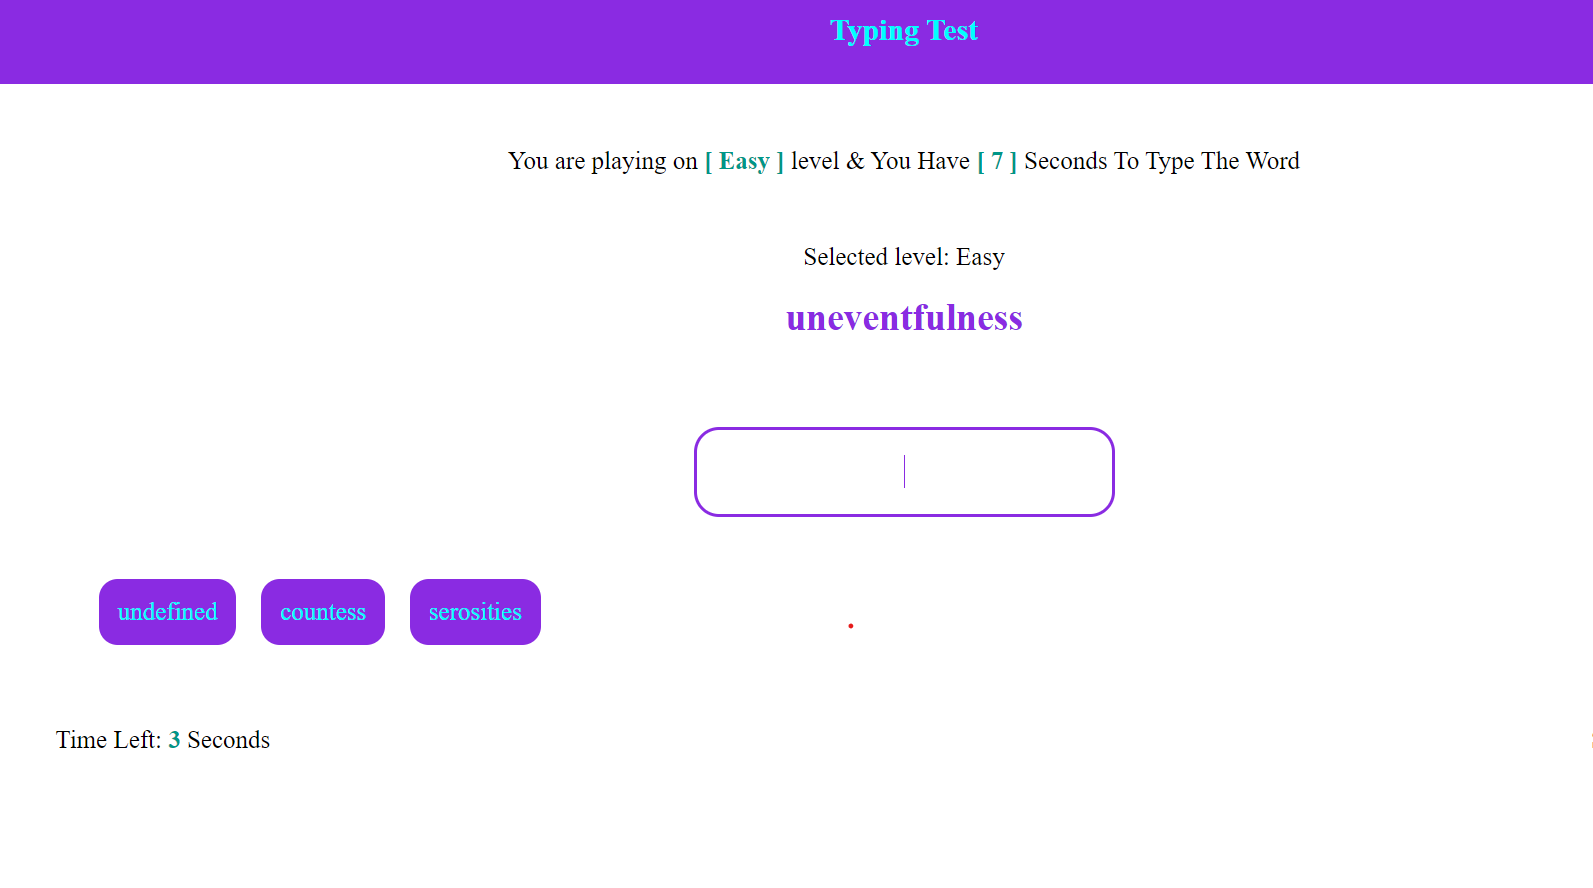 Typing Test
You are playing on [ Easy ] level & You Have [ 7 ] Seconds To Type The Word
Selected level: Easy
uneventfulness
undefined countess serosities
Time Left: 3 Seconds